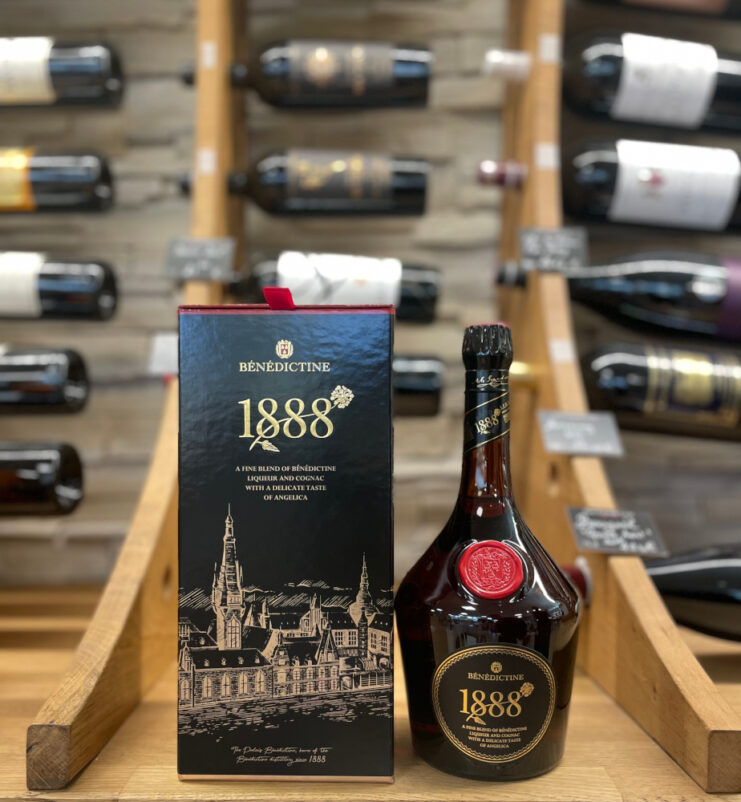 BÉNÉDICTINE
1888
A FINE BLEND OF BÉNÉDICTINE
LIQUEUR AND COGNAC
WITH A DELICATE TASTE
OF ANGELICA
The Palais Bénédictine, home of the
Bénédictine distillery since 1888
1888
BÉNÉDICTINE
1888
A FINE BLEND OF BÉNÉDICTINE
LIQUEUR AND COGNAC
WITH A DELICATE TASTE
OF ANGELICA